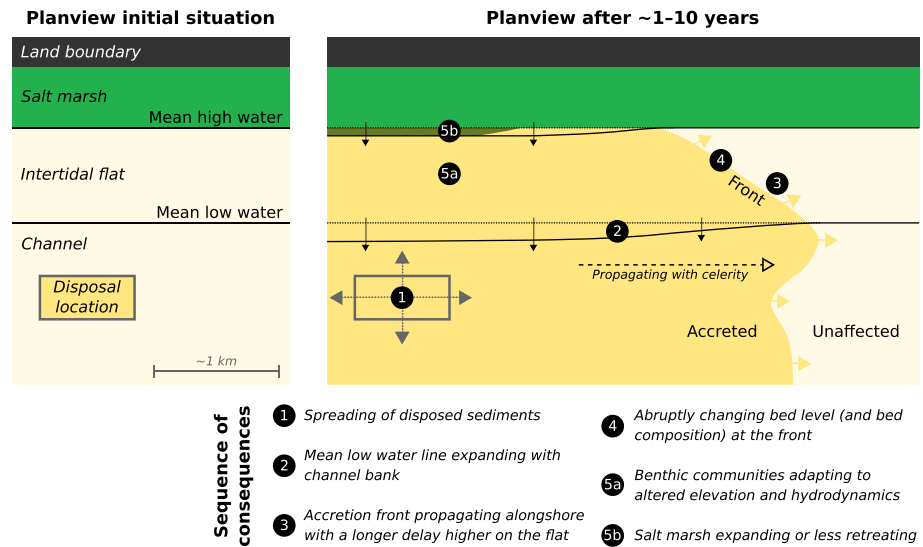 Planview initial situation
Land boundary
Salt marsh
Mean high water
Intertidal flat
Mean low water
Channel
Disposal
location
~1 km
Planview after ~1–10 years
5b
5a
4
3
Front
2
Propagating with celerity
1
Accreted
Unaffected
Sequence of
consequences
1 Spreading of disposed sediments
2 Mean low water line expanding with
channel bank
3 Accretion front propagating alongshore
with a longer delay higher on the flat
4 Abruptly changing bed level (and bed
composition) at the front
5a Benthic communities adapting to
altered elevation and hydrodynamics
5b Salt marsh expanding or less retreating